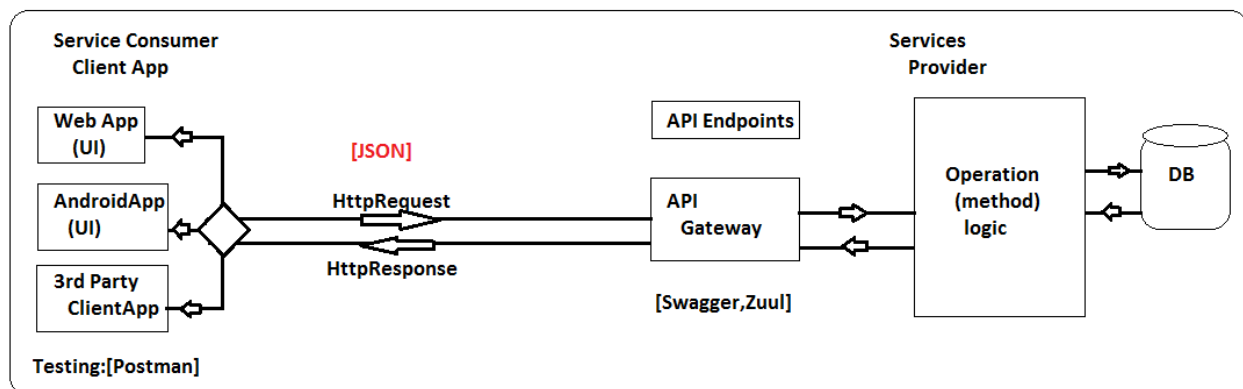 Service Consumer
Client App
Services
Provider
Web App
(UI)
[JSON]
API Endpoints
AndroidApp
(UI)
HttpRequest
API
Gateway
Operation
(method)
logic
DB
HttpResponse
3rd Party
ClientApp
[Swagger,Zuul]
Testing:[Postman]